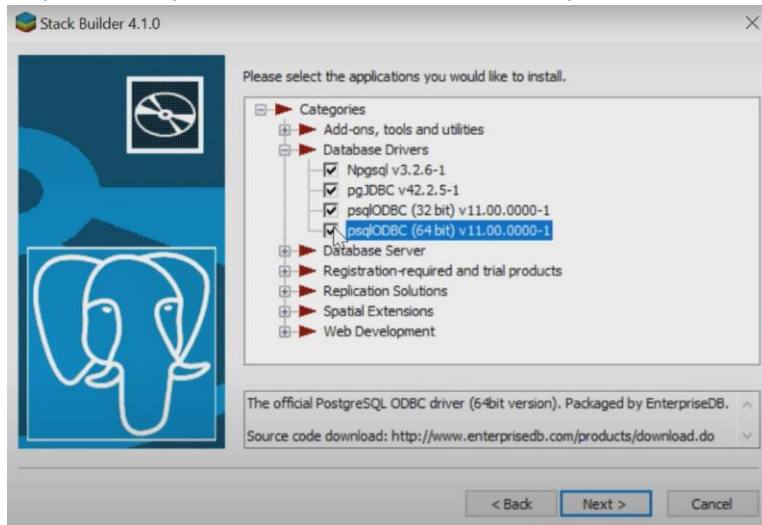 Stack Builder 4.1.0
Please select the applications you would like to install.
Categories
Add-ons, tools and utilities
Database Drivers
Npgsql v3.2.6-1
pgJDBC v42.2.5-1
psqlODBC (32 bit) v11.00.0000-1
psqlODBC (64 bit) v11.00.0000-1
Database Server
Registration-required and trial products
Replication Solutions
Spatial Extensions
Web Development
The official PostgreSQL ODBC driver (64bit version). Packaged by EnterpriseDB.
Source code download: http://www.enterprisedb.com/products/download.do
< Back Next > Cancel